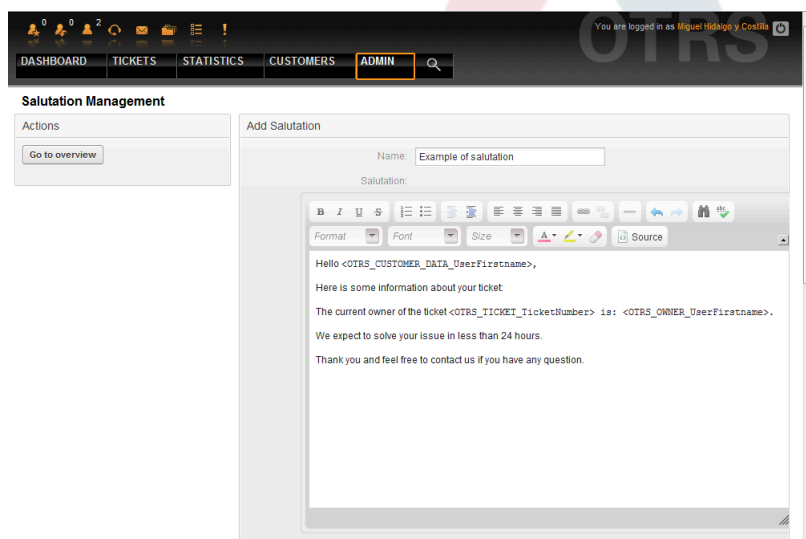 0 0 2
You are logged in as Miguel Hidalgo y Costilla
OTRS
DASHBOARD TICKETS STATISTICS CUSTOMERS ADMIN
Salutation Management
Actions
Go to overview
Add Salutation
Name: Example of salutation
Salutation:
B I U S
Format Font Size A Source
Hello <OTRS_CUSTOMER_DATA_UserFirstname>,
Here is some information about your ticket:
The current owner of the ticket <OTRS_TICKET_TicketNumber> is: <OTRS_OWNER_UserFirstname>.
We expect to solve your issue in less than 24 hours.
Thank you and feel free to contact us if you have any question.